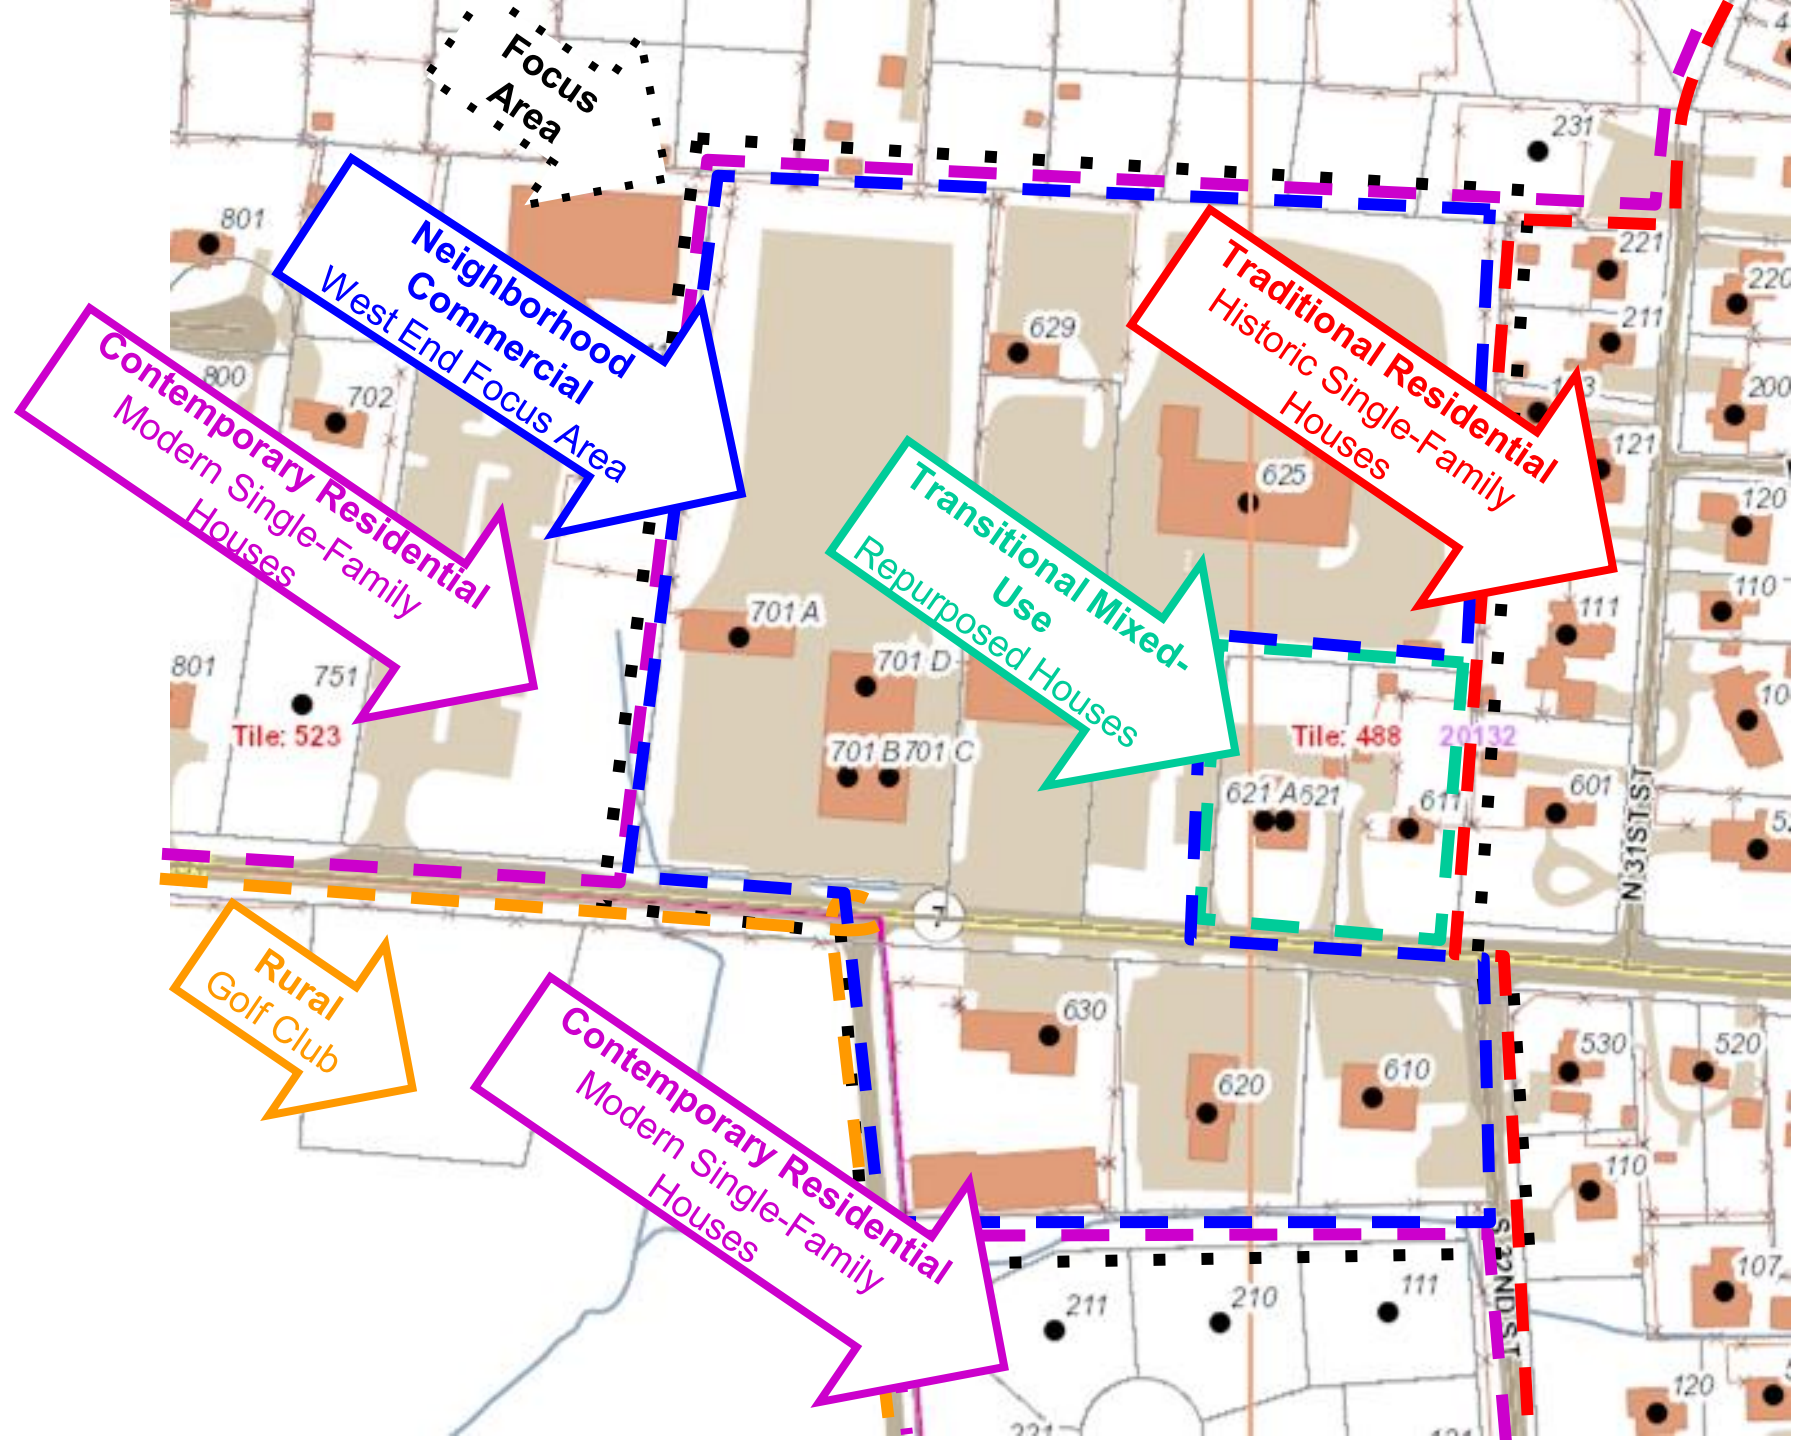 Focus
Area
231
801
Neighborhood
Commercial
West End Focus Area
Traditional Residential
Historic Single-Family
Houses
221
220
211
629
Contemporary Residential
Modern Single-Family
Houses
800
702
200
121
625
120
Transitional Mixed-
Use
Repurposed Houses
110
111
701 A
701 D
801
751
Tile: 523
Tile: 488
20132
701 B 701 C
621 A 621
611
601
N 31ST ST
7
Rural
Golf Club
630
530
520
620
610
Contemporary Residential
Modern Single-Family
Houses
110
S 32ND ST
107
211
210
111
120